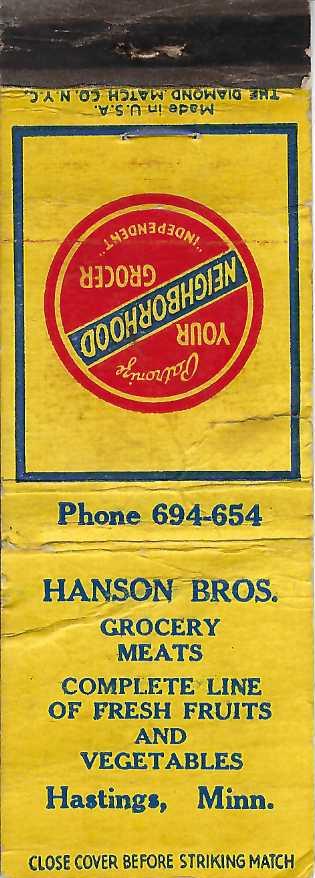 Made in U.S.A.
THE DIAMOND MATCH CO. N.Y.C.
Patronize
YOUR
NEIGHBORHOOD
GROCER
"INDEPENDENT"
Phone 694-654
HANSON BROS.
GROCERY
MEATS
COMPLETE LINE
OF FRESH FRUITS
AND
VEGETABLES
Hastings, Minn.
CLOSE COVER BEFORE STRIKING MATCH